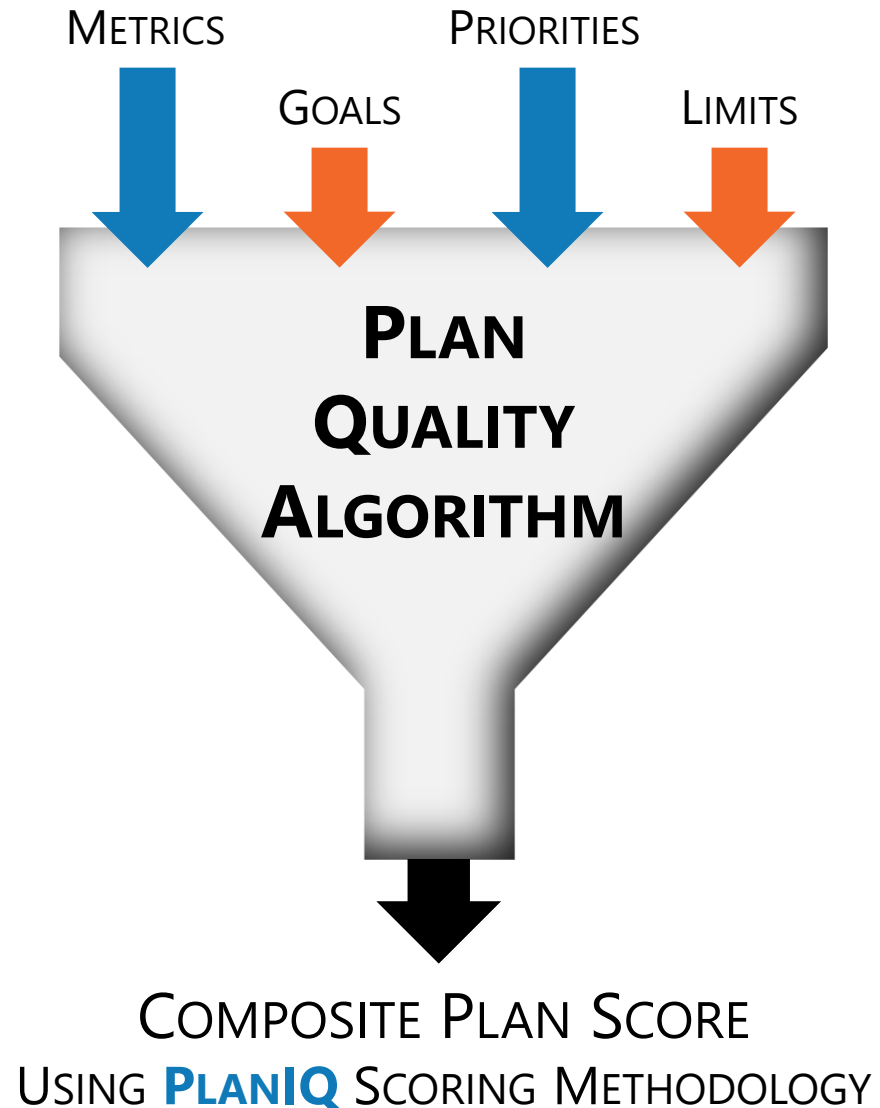 METRICS PRIORITIES
GOALS LIMITS
PLAN
QUALITY
ALGORITHM
COMPOSITE PLAN SCORE
USING PLANIQ SCORING METHODOLOGY